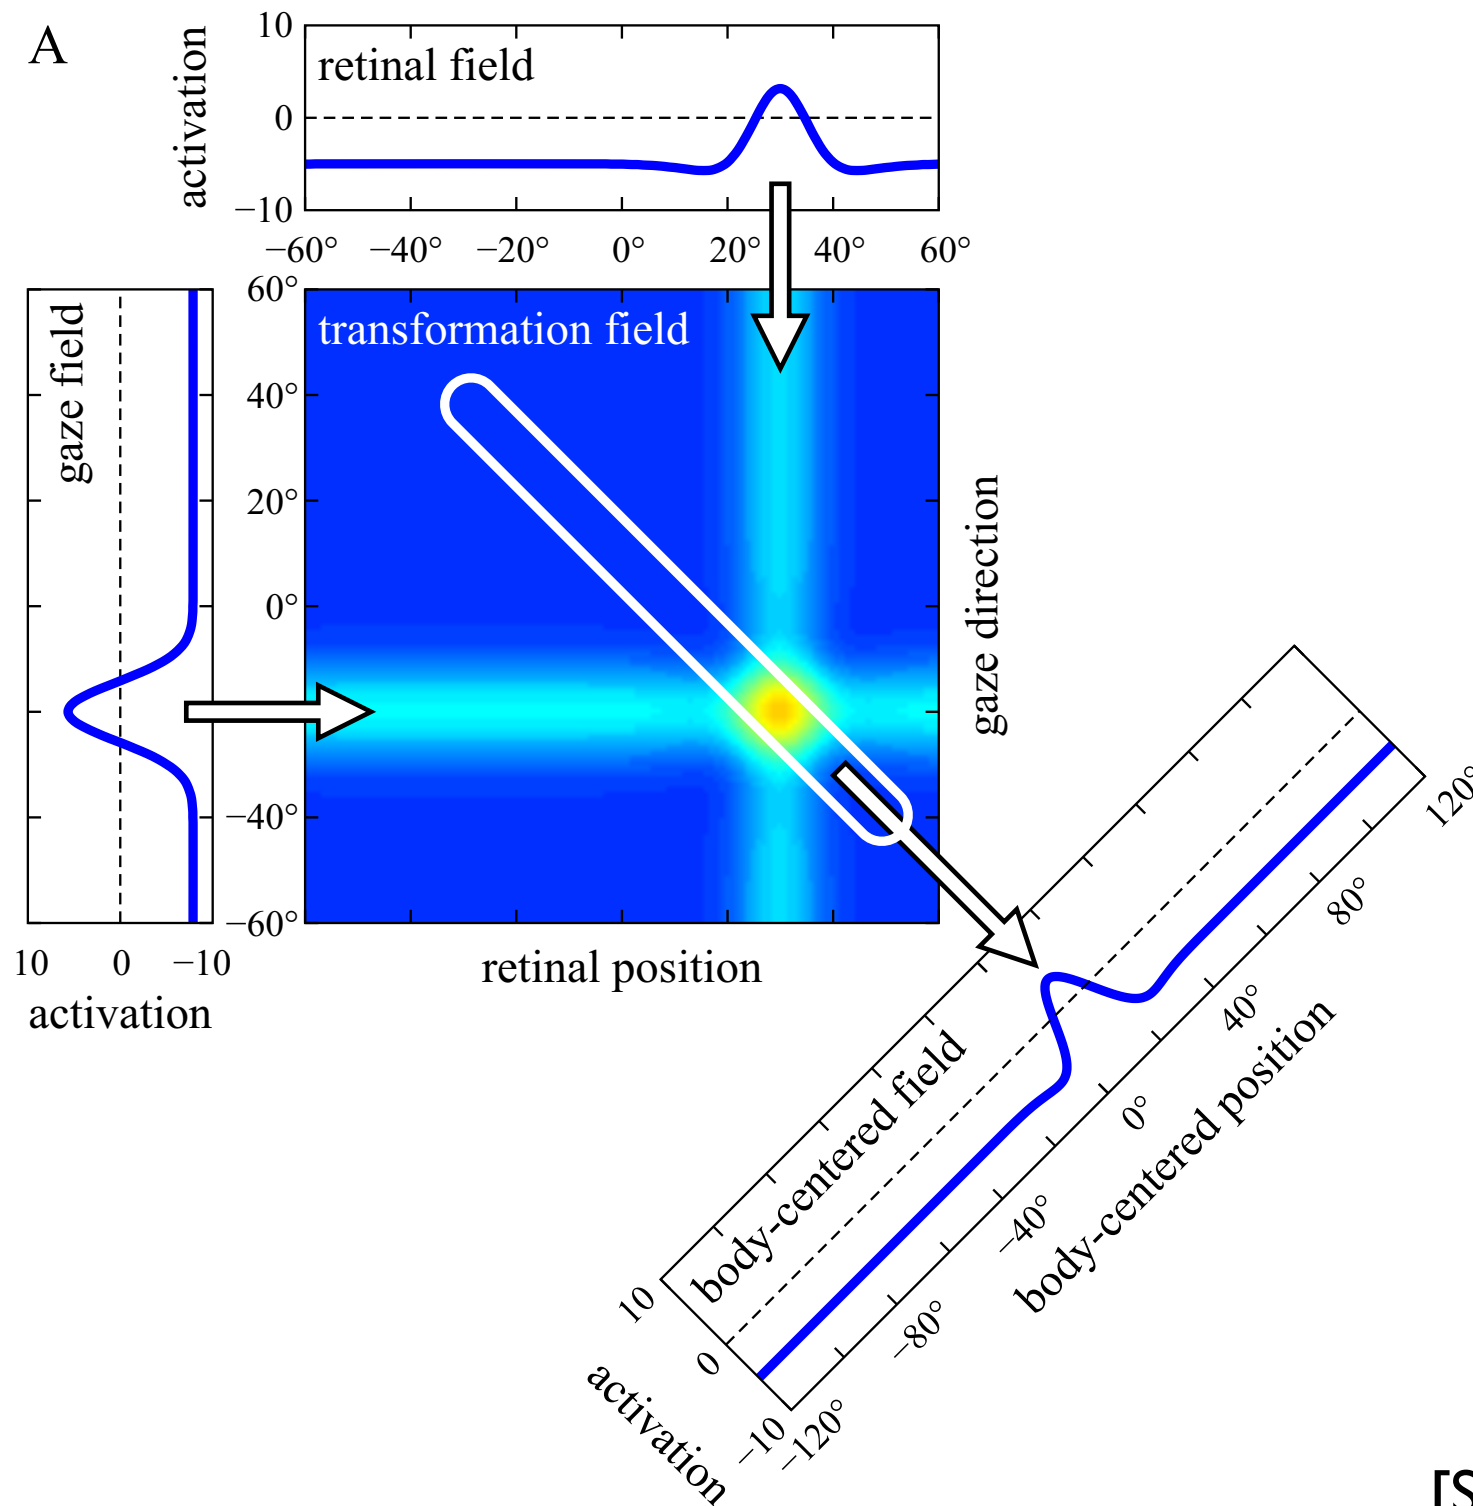 A
activation
10
0
−10
retinal field
−60° −40° −20° 0° 20° 40° 60°
gaze field
10 0 −10
activation
60°
40°
20°
0°
−40°
−60°
transformation field
gaze direction
retinal position
body-centered field
10
0
−10
activation
−120°
−80°
−40°
0°
40°
80°
120°
body-centered position
[S